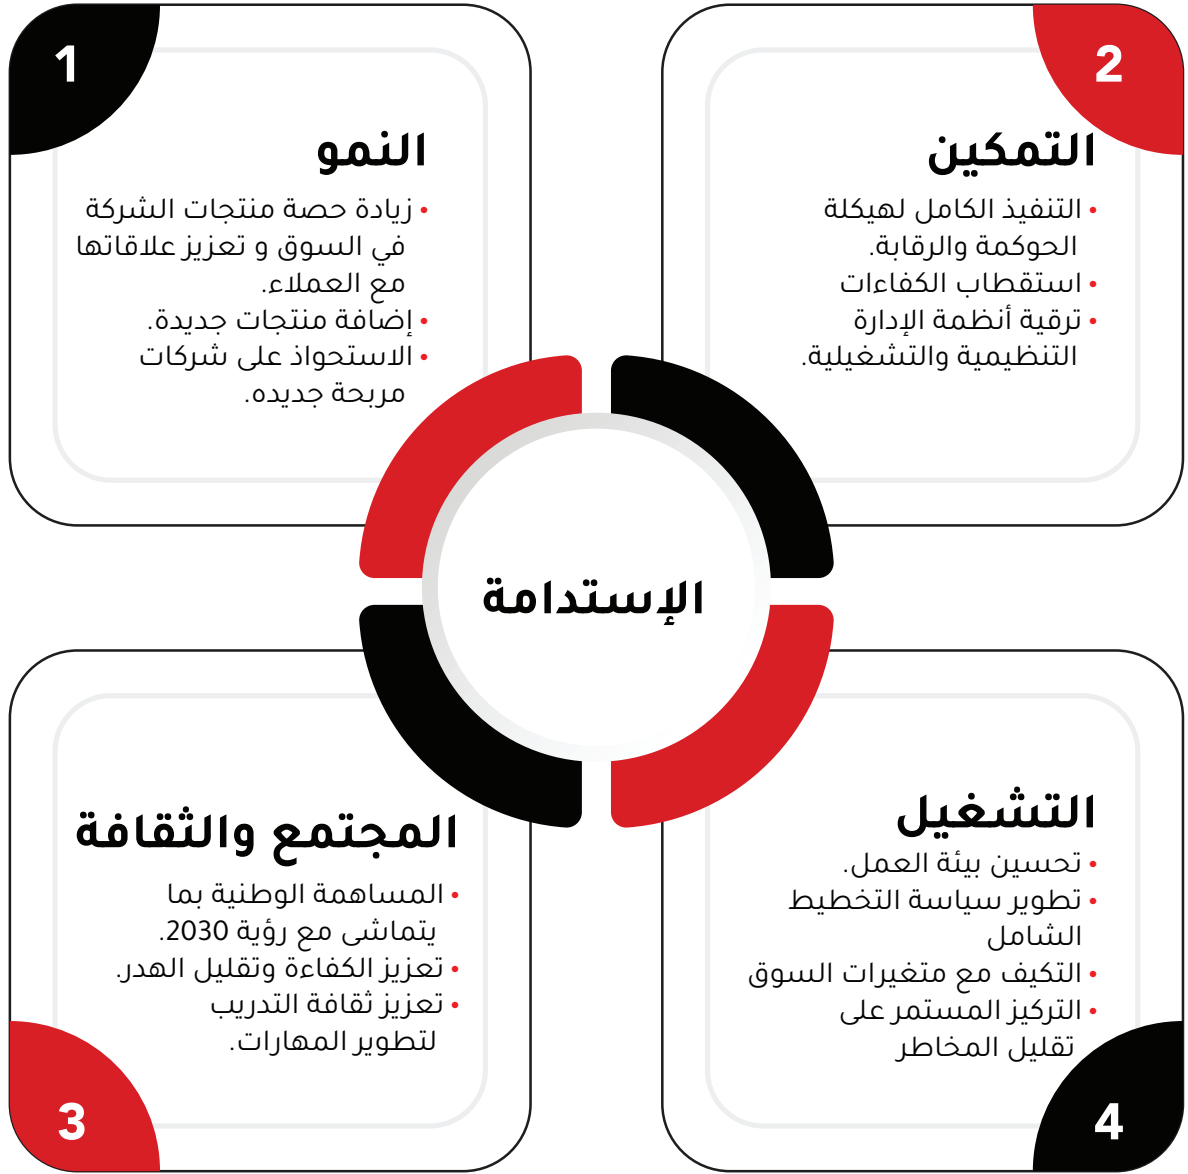 1
النمو
• زيادة حصة منتجات الشركة
في السوق و تعزيز علاقاتها
مع العملاء.
• إضافة منتجات جديدة.
• الاستحواذ على شركات
مربحة جديده.
2
التمكين
• التنفيذ الكامل لهيكلة
الحوكمة والرقابة.
• استقطاب الكفاءات
• ترقية أنظمة الإدارة
التنظيمية والتشغيلية.
الإستدامة
3
المجتمع والثقافة
• المساهمة الوطنية بما
يتماشى مع رؤية 2030.
• تعزيز الكفاءة وتقليل الهدر.
• تعزيز ثقافة التدريب
لتطوير المهارات.
4
التشغيل
• تحسين بيئة العمل.
• تطوير سياسة التخطيط
الشامل
• التكيف مع متغيرات السوق
• التركيز المستمر على
تقليل المخاطر